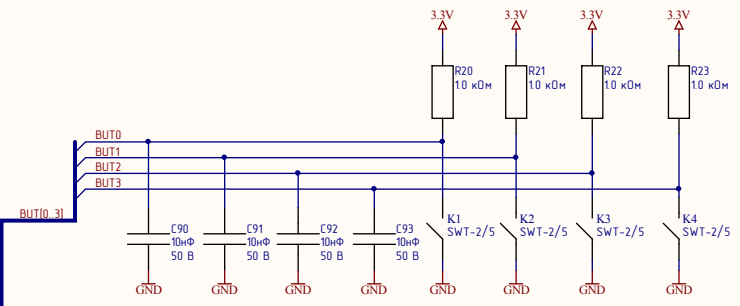 3.3V 3.3V 3.3V 3.3V
R20 R21 R22 R23
1.0 кОм 1.0 кОм 1.0 кОм 1.0 кОм
BUT0
BUT1
BUT2
BUT3
BUT[0..3]
C90 C91 C92 C93 K1 K2 K3 K4
10нФ 10нФ 10нФ 10нФ SWT-2/5 SWT-2/5 SWT-2/5 SWT-2/5
50 В 50 В 50 В 50 В
GND GND GND GND GND GND GND GND